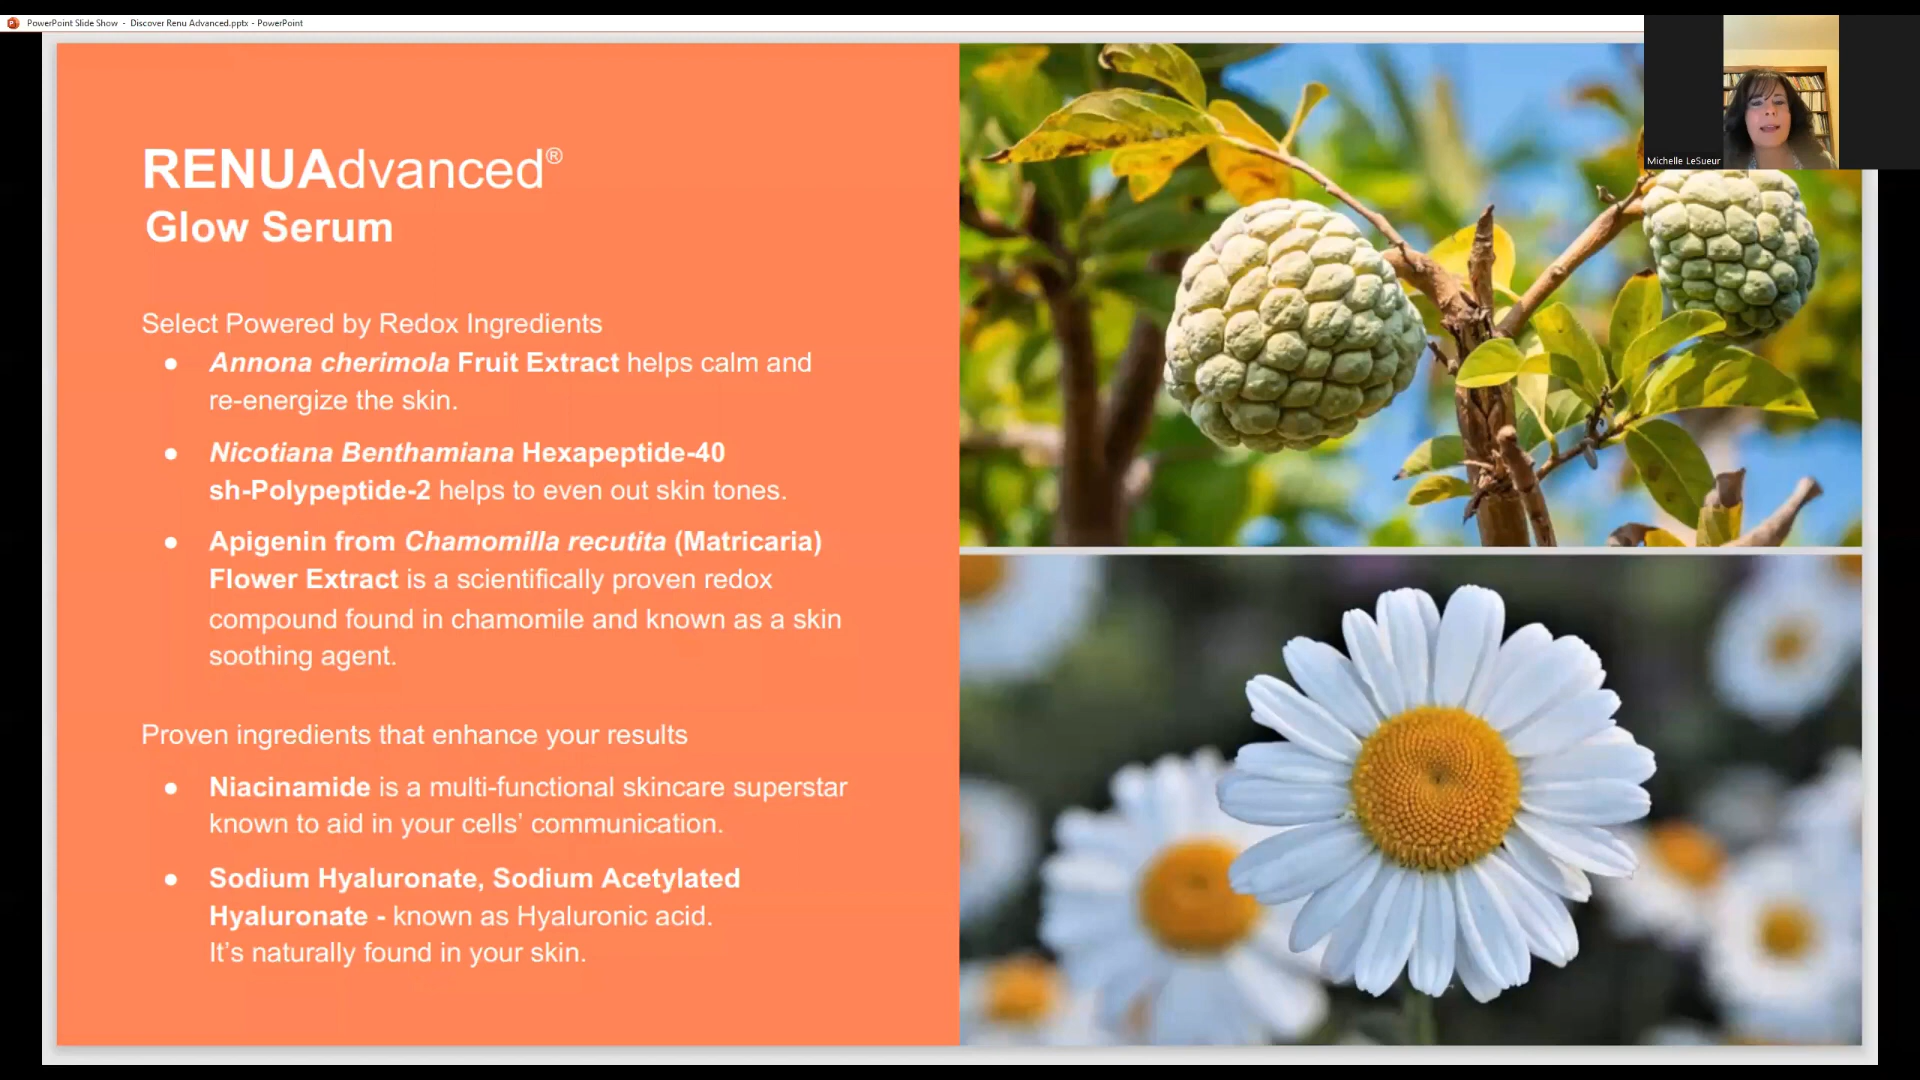 PowerPoint Slide Show - Discover Renu Advanced.pptx - PowerPoint
Michelle LeSueur
RENUAdvanced®
Glow Serum
Select Powered by Redox Ingredients
● Annona cherimola Fruit Extract helps calm and
re-energize the skin.
● Nicotiana Benthamiana Hexapeptide-40
sh-Polypeptide-2 helps to even out skin tones.
● Apigenin from Chamomilla recutita (Matricaria)
Flower Extract is a scientifically proven redox
compound found in chamomile and known as a skin
soothing agent.
Proven ingredients that enhance your results
● Niacinamide is a multi-functional skincare superstar
known to aid in your cells’ communication.
● Sodium Hyaluronate, Sodium Acetylated
Hyaluronate - known as Hyaluronic acid.
It’s naturally found in your skin.